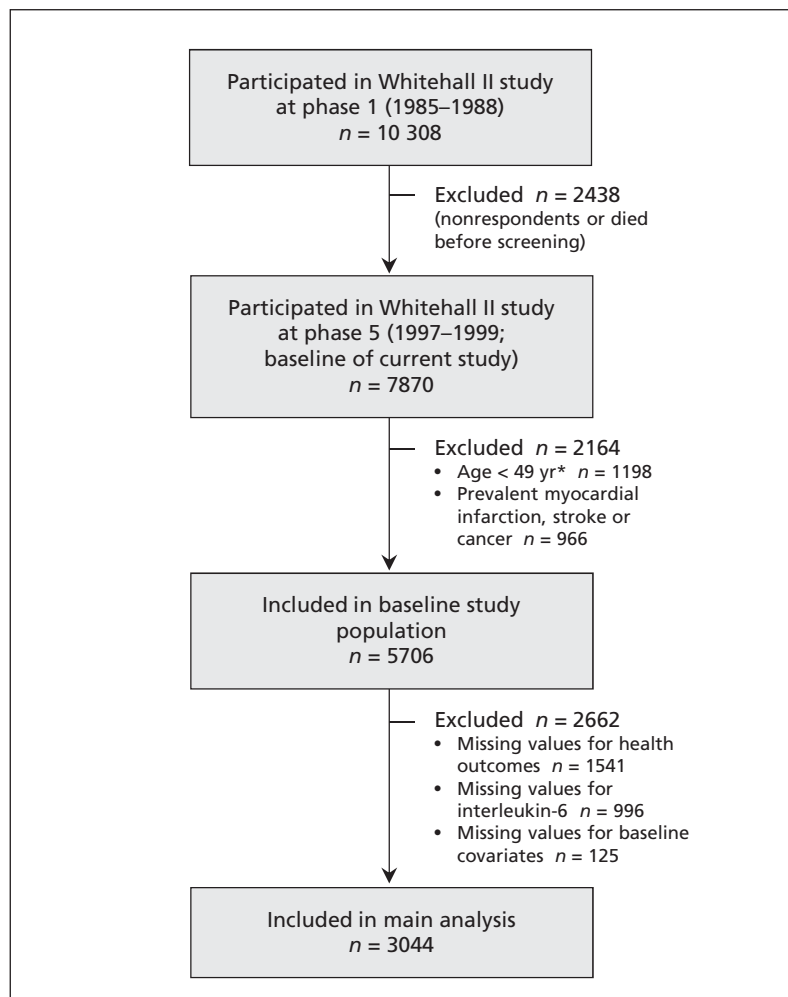 Participated in Whitehall II study
at phase 1 (1985–1988)
n = 10 308
Excluded n = 2438
(nonrespondents or died
before screening)
Participated in Whitehall II study
at phase 5 (1997–1999;
baseline of current study)
n = 7870
Excluded n = 2164
• Age < 49 yr* n = 1198
• Prevalent myocardial
infarction, stroke or
cancer n = 966
Included in baseline study
population
n = 5706
Excluded n = 2662
• Missing values for health
outcomes n = 1541
• Missing values for
interleukin-6 n = 996
• Missing values for baseline
covariates n = 125
Included in main analysis
n = 3044